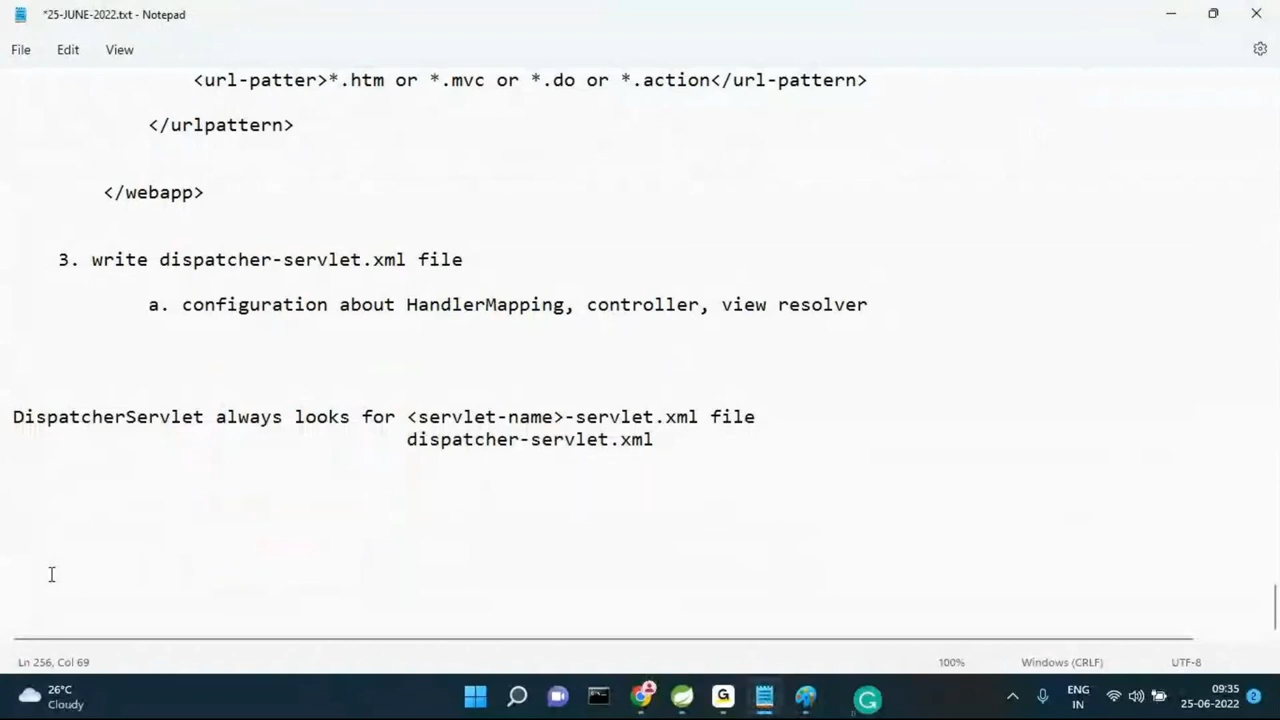 *25-JUNE-2022.txt - Notepad
File Edit View
<url-patter>*.htm or *.mvc or *.do or *.action</url-pattern>
</urlpattern>
</webapp>
3. write dispatcher-servlet.xml file
a. configuration about HandlerMapping, controller, view resolver
DispatcherServlet always looks for <servlet-name>-servlet.xml file
dispatcher-servlet.xml
Ln 256, Col 69 100% Windows (CRLF) UTF-8
26°C
Cloudy
ENG
IN
09:35
25-06-2022
2